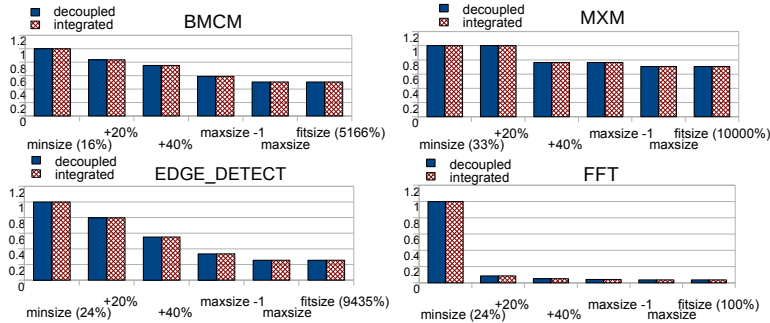 decoupled
integrated
BMCM
1.2
1
0.8
0.6
0.4
0.2
0
+20%
maxsize -1
fitsize (5166%)
minsize (16%)
+40%
maxsize
decoupled
integrated
MXM
1.2
1
0.8
0.6
0.4
0.2
0
+20%
maxsize -1
fitsize (10000%)
minsize (33%)
+40%
maxsize
decoupled
integrated
EDGE_DETECT
1.2
1
0.8
0.6
0.4
0.2
0
+20%
maxsize -1
fitsize (9435%)
minsize (24%)
+40%
maxsize
decoupled
integrated
FFT
1.2
1
0.8
0.6
0.4
0.2
0
+20%
maxsize -1
fitsize (100%)
minsize (24%)
+40%
maxsize